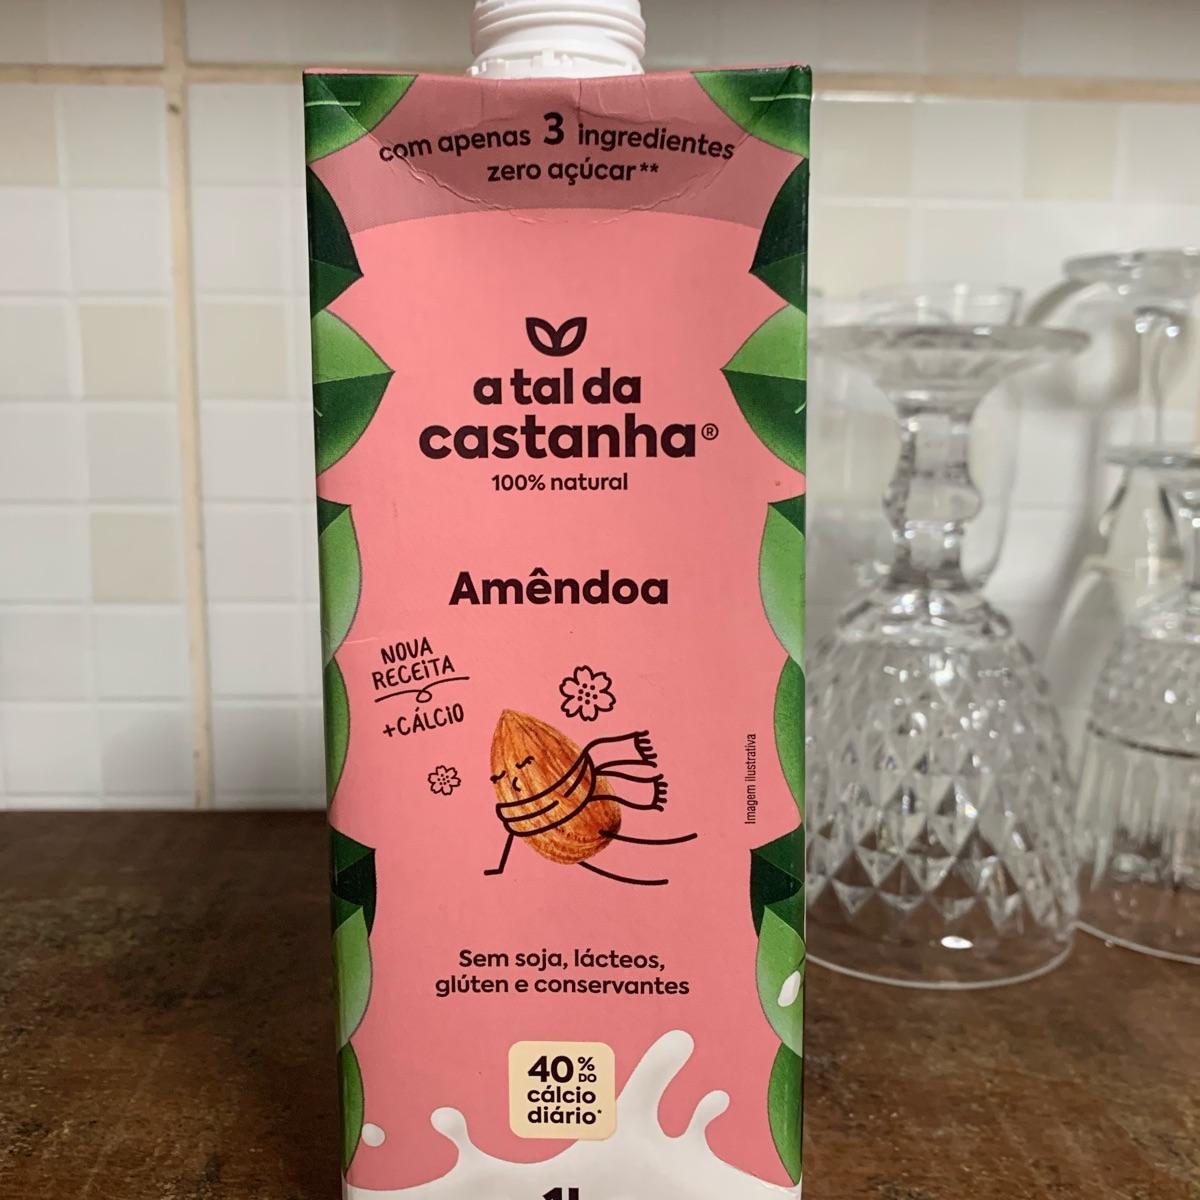 com apenas 3 ingredientes
zero açúcar**
a tal da
castanha®
100% natural
Amêndoa
NOVA
RECEITA
+CÁLCIO
Imagem ilustrativa
Sem soja, lácteos,
glúten e conservantes
40% DO
cálcio
diário*
1L